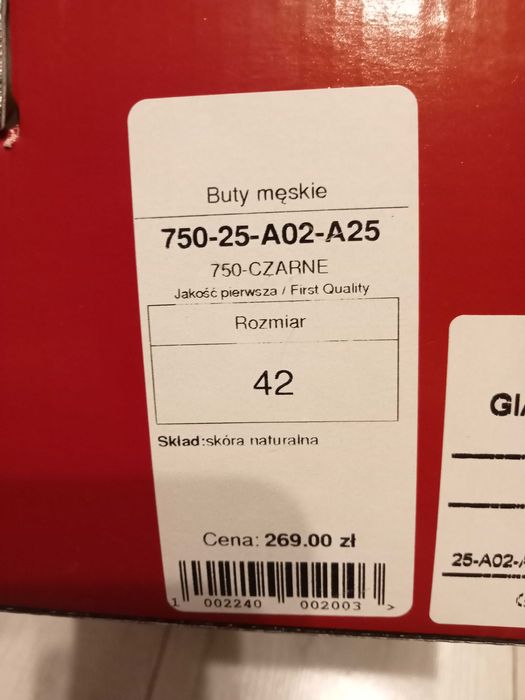 Buty męskie
750-25-A02-A25
750-CZARNE
Jakość pierwsza / First Quality
Rozmiar
42
Skład:skóra naturalna
Cena: 269.00 zł
1 002240 002003 >
25-A02-